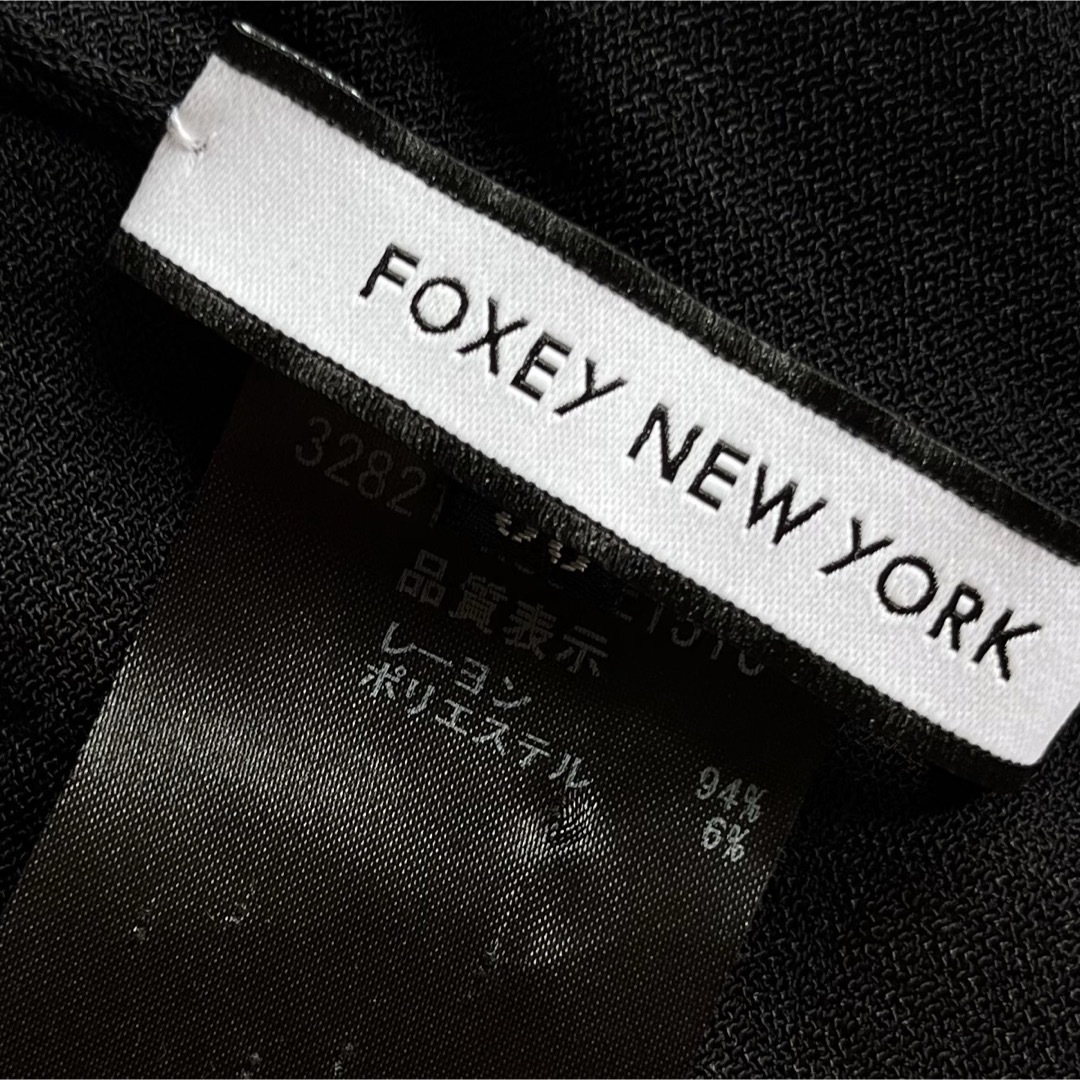 FOXEY NEW YORK
32821
品質表示
レーヨン 94%
ポリエステル 6%